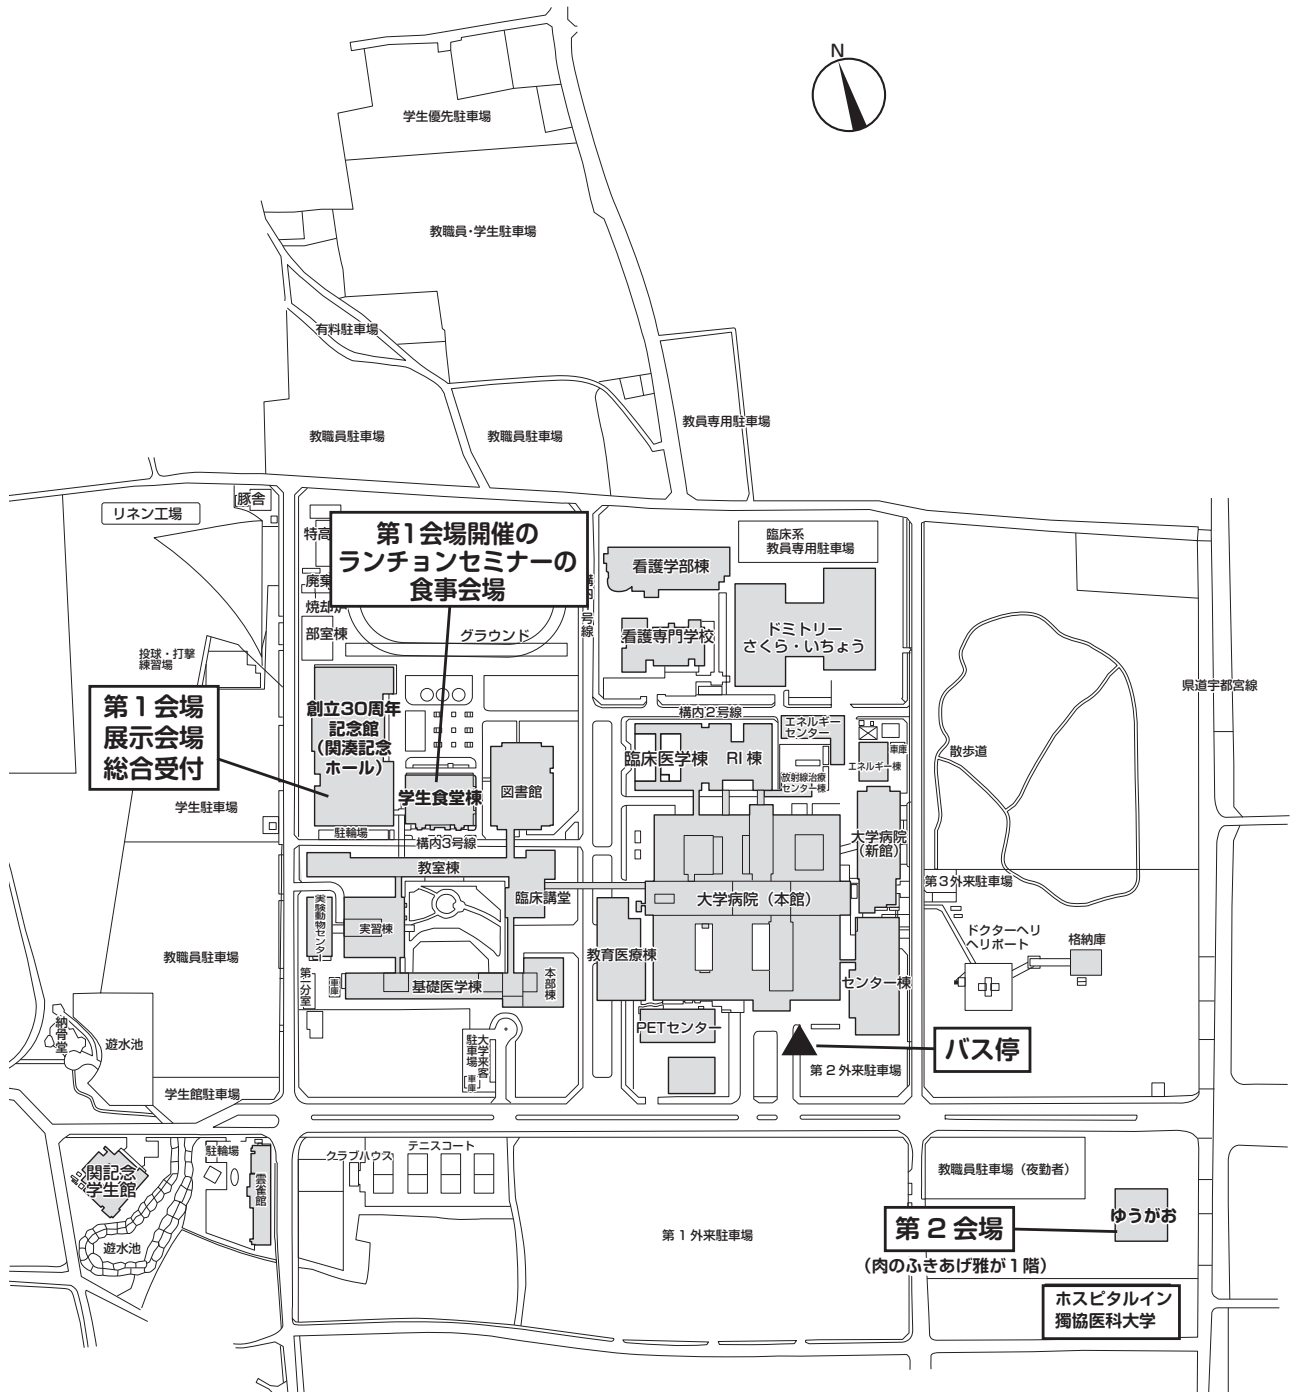 N
学生優先駐車場
教職員・学生駐車場
有料駐車場
教職員駐車場
教職員駐車場
教員専用駐車場
豚舎
リネン工場
特高
第1会場開催の
ランチョンセミナーの
食事会場
廃棄
焼却炉
部室棟
グラウンド
号線
看護学部棟
臨床系
教員専用駐車場
看護専門学校
ドミトリー
さくら・いちょう
投球・打撃
練習場
第1会場
展示会場
総合受付
創立30周年
記念館
(関湊記念
ホール)
学生食堂棟
図書館
駐輪場
構内3号線
学生駐車場
構内2号線
エネルギー
センター
臨床医学棟
RI棟
放射線治療
センター棟
車庫
エネルギー棟
散歩道
県道宇都宮線
大学病院
(新館)
教室棟
臨床講堂
大学病院(本館)
第3外来駐車場
実験動物センター
実習棟
教職員駐車場
教育医療棟
センター棟
ドクターヘリ
ヘリポート
格納庫
第一分室
車庫
基礎医学棟
本部棟
納骨堂
遊水池
大学来客
駐車場
車庫
PETセンター
バス停
第2外来駐車場
学生館駐車場
関記念
学生館
駐輪場
雲雀館
遊水池
クラブハウス
テニスコート
第1外来駐車場
教職員駐車場(夜勤者)
第2会場
ゆうがお
(肉のふきあげ雅が1階)
ホスピタルイン
獨協医科大学